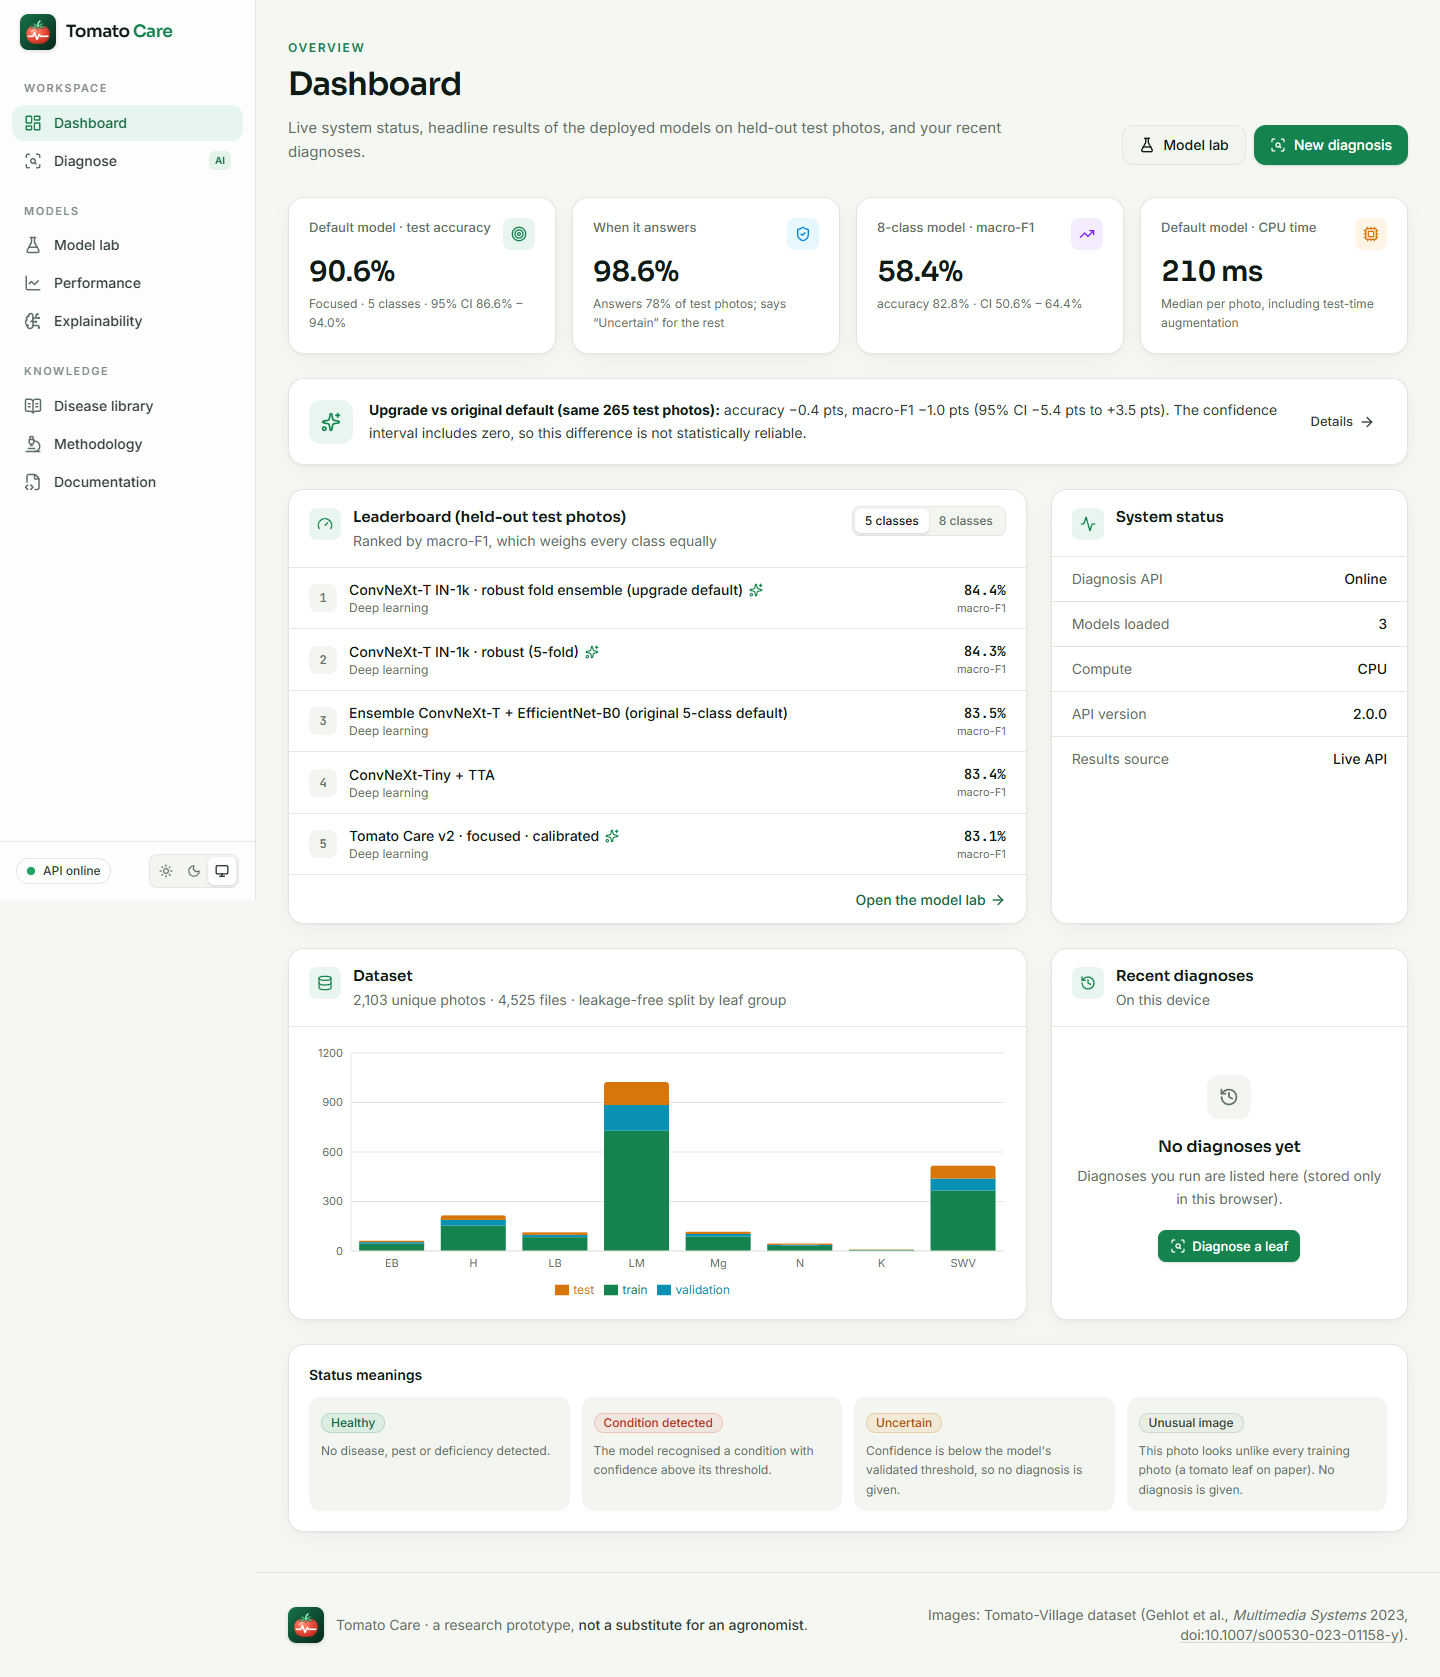 Tomato Care
WORKSPACE
Dashboard
Diagnose AI
MODELS
Model lab
Performance
Explainability
KNOWLEDGE
Disease library
Methodology
Documentation
API online
OVERVIEW
Dashboard
Live system status, headline results of the deployed models on held-out test photos, and your recent
diagnoses.
Model lab
New diagnosis
Default model · test accuracy
90.6%
Focused · 5 classes · 95% CI 86.6% –
94.0%
When it answers
98.6%
Answers 78% of test photos; says
“Uncertain” for the rest
8-class model · macro-F1
58.4%
accuracy 82.8% · CI 50.6% – 64.4%
Default model · CPU time
210 ms
Median per photo, including test-time
augmentation
Upgrade vs original default (same 265 test photos): accuracy −0.4 pts, macro-F1 −1.0 pts (95% CI −5.4 pts to +3.5 pts). The confidence
interval includes zero, so this difference is not statistically reliable.
Details
Leaderboard (held-out test photos)
Ranked by macro-F1, which weighs every class equally
5 classes 8 classes
1 ConvNeXt-T IN-1k · robust fold ensemble (upgrade default) 84.4%
Deep learning macro-F1
2 ConvNeXt-T IN-1k · robust (5-fold) 84.3%
Deep learning macro-F1
3 Ensemble ConvNeXt-T + EfficientNet-B0 (original 5-class default) 83.5%
Deep learning macro-F1
4 ConvNeXt-Tiny + TTA 83.4%
Deep learning macro-F1
5 Tomato Care v2 · focused · calibrated 83.1%
Deep learning macro-F1
Open the model lab
System status
Diagnosis API Online
Models loaded 3
Compute CPU
API version 2.0.0
Results source Live API
Dataset
2,103 unique photos · 4,525 files · leakage-free split by leaf group
1200
900
600
300
0
EB H LB LM Mg N K SWV
test train validation
Recent diagnoses
On this device
No diagnoses yet
Diagnoses you run are listed here (stored only
in this browser).
Diagnose a leaf
Status meanings
Healthy
No disease, pest or deficiency detected.
Condition detected
The model recognised a condition with
confidence above its threshold.
Uncertain
Confidence is below the model's
validated threshold, so no diagnosis is
given.
Unusual image
This photo looks unlike every training
photo (a tomato leaf on paper). No
diagnosis is given.
Tomato Care · a research prototype, not a substitute for an agronomist.
Images: Tomato-Village dataset (Gehlot et al., Multimedia Systems 2023,
doi:10.1007/s00530-023-01158-y).